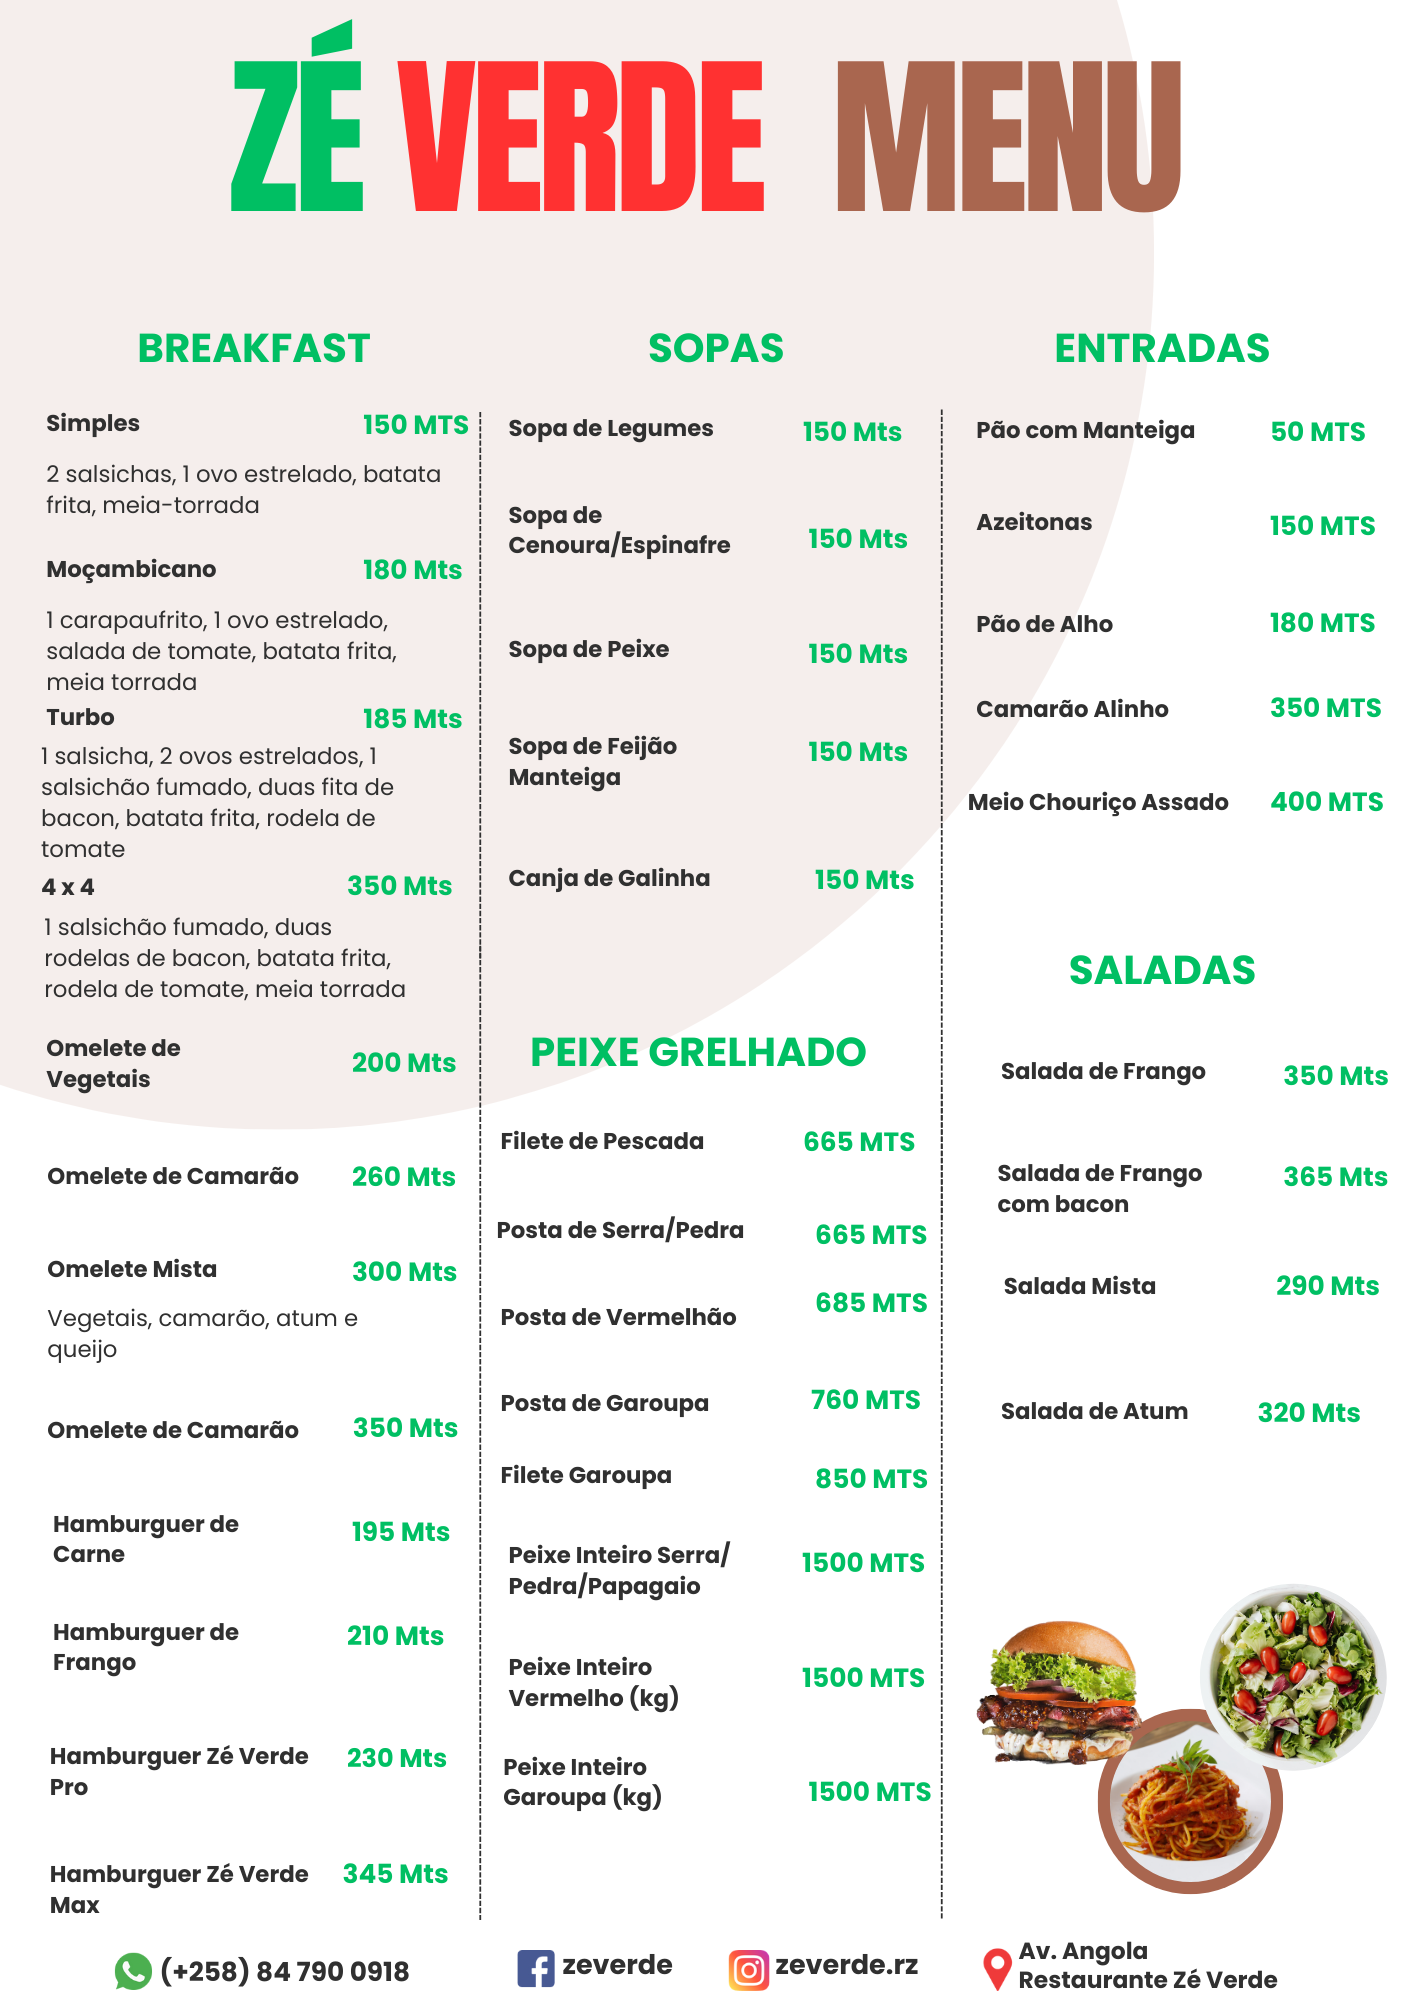 ZÉ VERDE MENU
BREAKFAST
Simples 150 MTS
2 salsichas, 1 ovo estrelado, batata
frita, meia-torrada
Moçambicano 180 Mts
1 carapaufrito, 1 ovo estrelado,
salada de tomate, batata frita,
meia torrada
Turbo 185 Mts
1 salsicha, 2 ovos estrelados, 1
salsichão fumado, duas fita de
bacon, batata frita, rodela de
tomate
4 x 4 350 Mts
1 salsichão fumado, duas
rodelas de bacon, batata frita,
rodela de tomate, meia torrada
Omelete de
Vegetais 200 Mts
Omelete de Camarão 260 Mts
Omelete Mista 300 Mts
Vegetais, camarão, atum e
queijo
Omelete de Camarão 350 Mts
Hamburguer de
Carne 195 Mts
Hamburguer de
Frango 210 Mts
Hamburguer Zé Verde 230 Mts
Pro
Hamburguer Zé Verde 345 Mts
Max
SOPAS
Sopa de Legumes 150 Mts
Sopa de
Cenoura/Espinafre 150 Mts
Sopa de Peixe 150 Mts
Sopa de Feijão 150 Mts
Manteiga
Canja de Galinha 150 Mts
PEIXE GRELHADO
Filete de Pescada 665 MTS
Posta de Serra/Pedra 665 MTS
Posta de Vermelhão 685 MTS
Posta de Garoupa 760 MTS
Filete Garoupa 850 MTS
Peixe Inteiro Serra/ 1500 MTS
Pedra/Papagaio
Peixe Inteiro 1500 MTS
Vermelho (kg)
Peixe Inteiro
Garoupa (kg) 1500 MTS
ENTRADAS
Pão com Manteiga 50 MTS
Azeitonas 150 MTS
Pão de Alho 180 MTS
Camarão Alinho 350 MTS
Meio Chouriço Assado 400 MTS
SALADAS
Salada de Frango 350 Mts
Salada de Frango 365 Mts
com bacon
Salada Mista 290 Mts
Salada de Atum 320 Mts
(+258) 84 790 0918
zeverde
zeverde.rz
Av. Angola
Restaurante Zé Verde